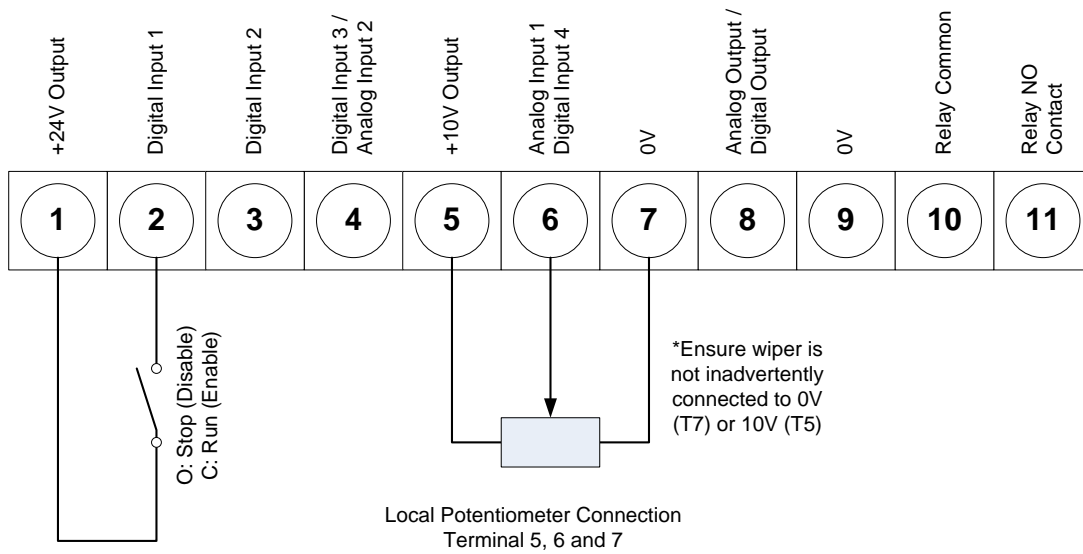 +24V Output
Digital Input 1
Digital Input 2
Digital Input 3 /
Analog Input 2
+10V Output
Analog Input 1
Digital Input 4
0V
Analog Output /
Digital Output
0V
Relay Common
Relay NO
Contact
1
2
3
4
5
6
7
8
9
10
11
O: Stop (Disable)
C: Run (Enable)
*Ensure wiper is
not inadvertently
connected to 0V
(T7) or 10V (T5)
Local Potentiometer Connection
Terminal 5, 6 and 7